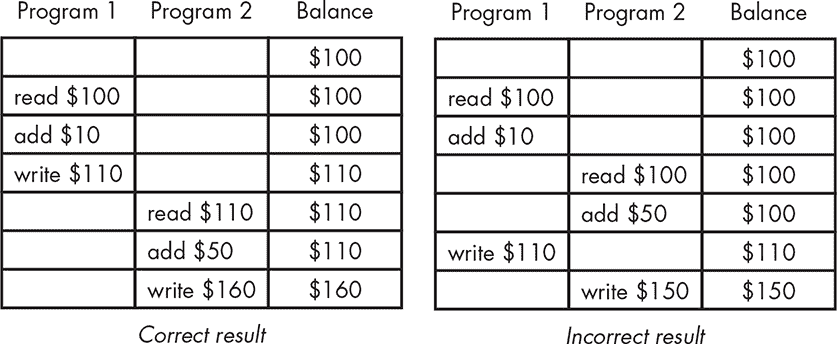 Program 1 Program 2 Balance
$100
read $100 $100
add $10 $100
write $110 $110
read $110 $110
add $50 $110
write $160 $160
Correct result
Program 1 Program 2 Balance
$100
read $100 $100
add $10 $100
read $100 $100
add $50 $100
write $110 $110
write $150 $150
Incorrect result